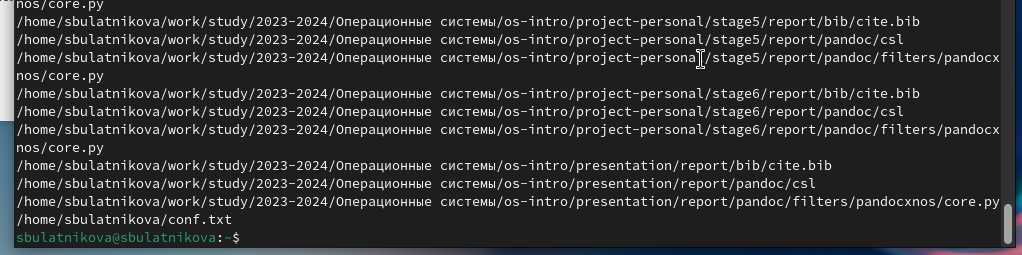 nos/core.py
/home/sbulatnikova/work/study/2023-2024/Операционные системы/os-intro/project-personal/stage5/report/bib/cite.bib
/home/sbulatnikova/work/study/2023-2024/Операционные системы/os-intro/project-personal/stage5/report/pandoc/csl
/home/sbulatnikova/work/study/2023-2024/Операционные системы/os-intro/project-personal/stage5/report/pandoc/filters/pandocx
nos/core.py
/home/sbulatnikova/work/study/2023-2024/Операционные системы/os-intro/project-personal/stage6/report/bib/cite.bib
/home/sbulatnikova/work/study/2023-2024/Операционные системы/os-intro/project-personal/stage6/report/pandoc/csl
/home/sbulatnikova/work/study/2023-2024/Операционные системы/os-intro/project-personal/stage6/report/pandoc/filters/pandocx
nos/core.py
/home/sbulatnikova/work/study/2023-2024/Операционные системы/os-intro/presentation/report/bib/cite.bib
/home/sbulatnikova/work/study/2023-2024/Операционные системы/os-intro/presentation/report/pandoc/csl
/home/sbulatnikova/work/study/2023-2024/Операционные системы/os-intro/presentation/report/pandoc/filters/pandocxnos/core.py
/home/sbulatnikova/conf.txt
sbulatnikova@sbulatnikova:~$